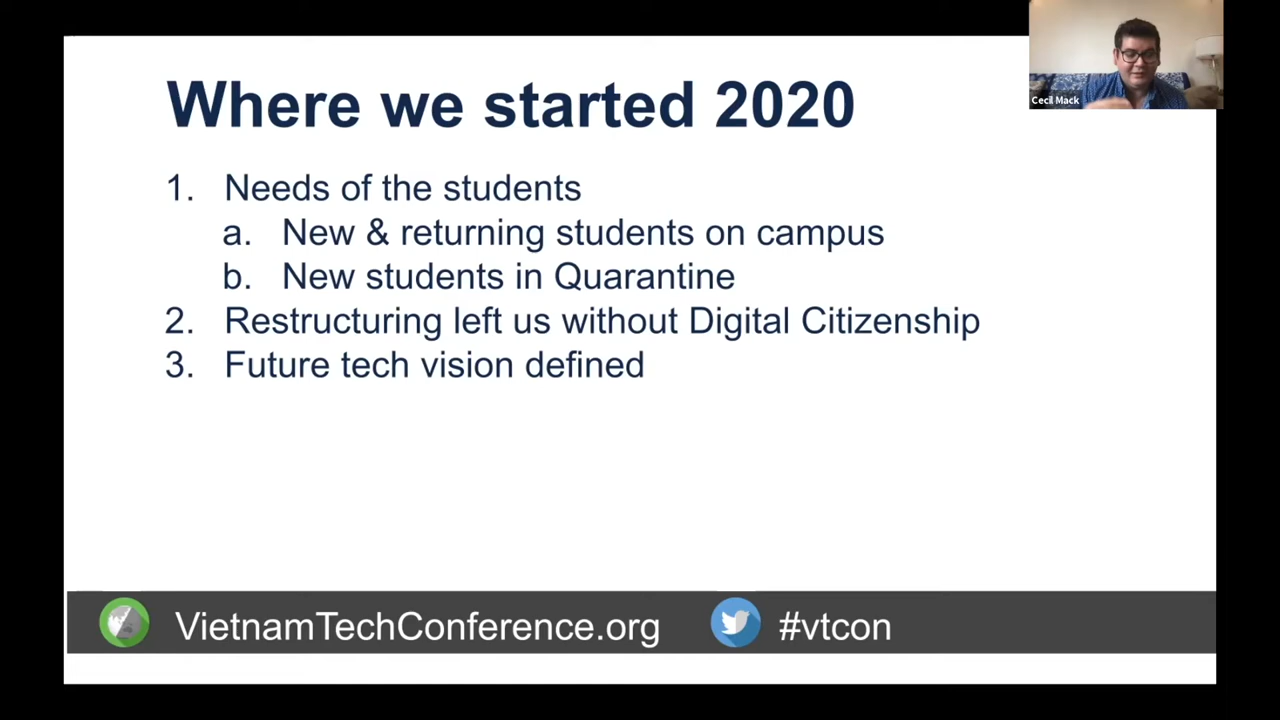 Where we started 2020
Cecil Mack
1. Needs of the students
a. New & returning students on campus
b. New students in Quarantine
2. Restructuring left us without Digital Citizenship
3. Future tech vision defined
VietnamTechConference.org
#vtcon